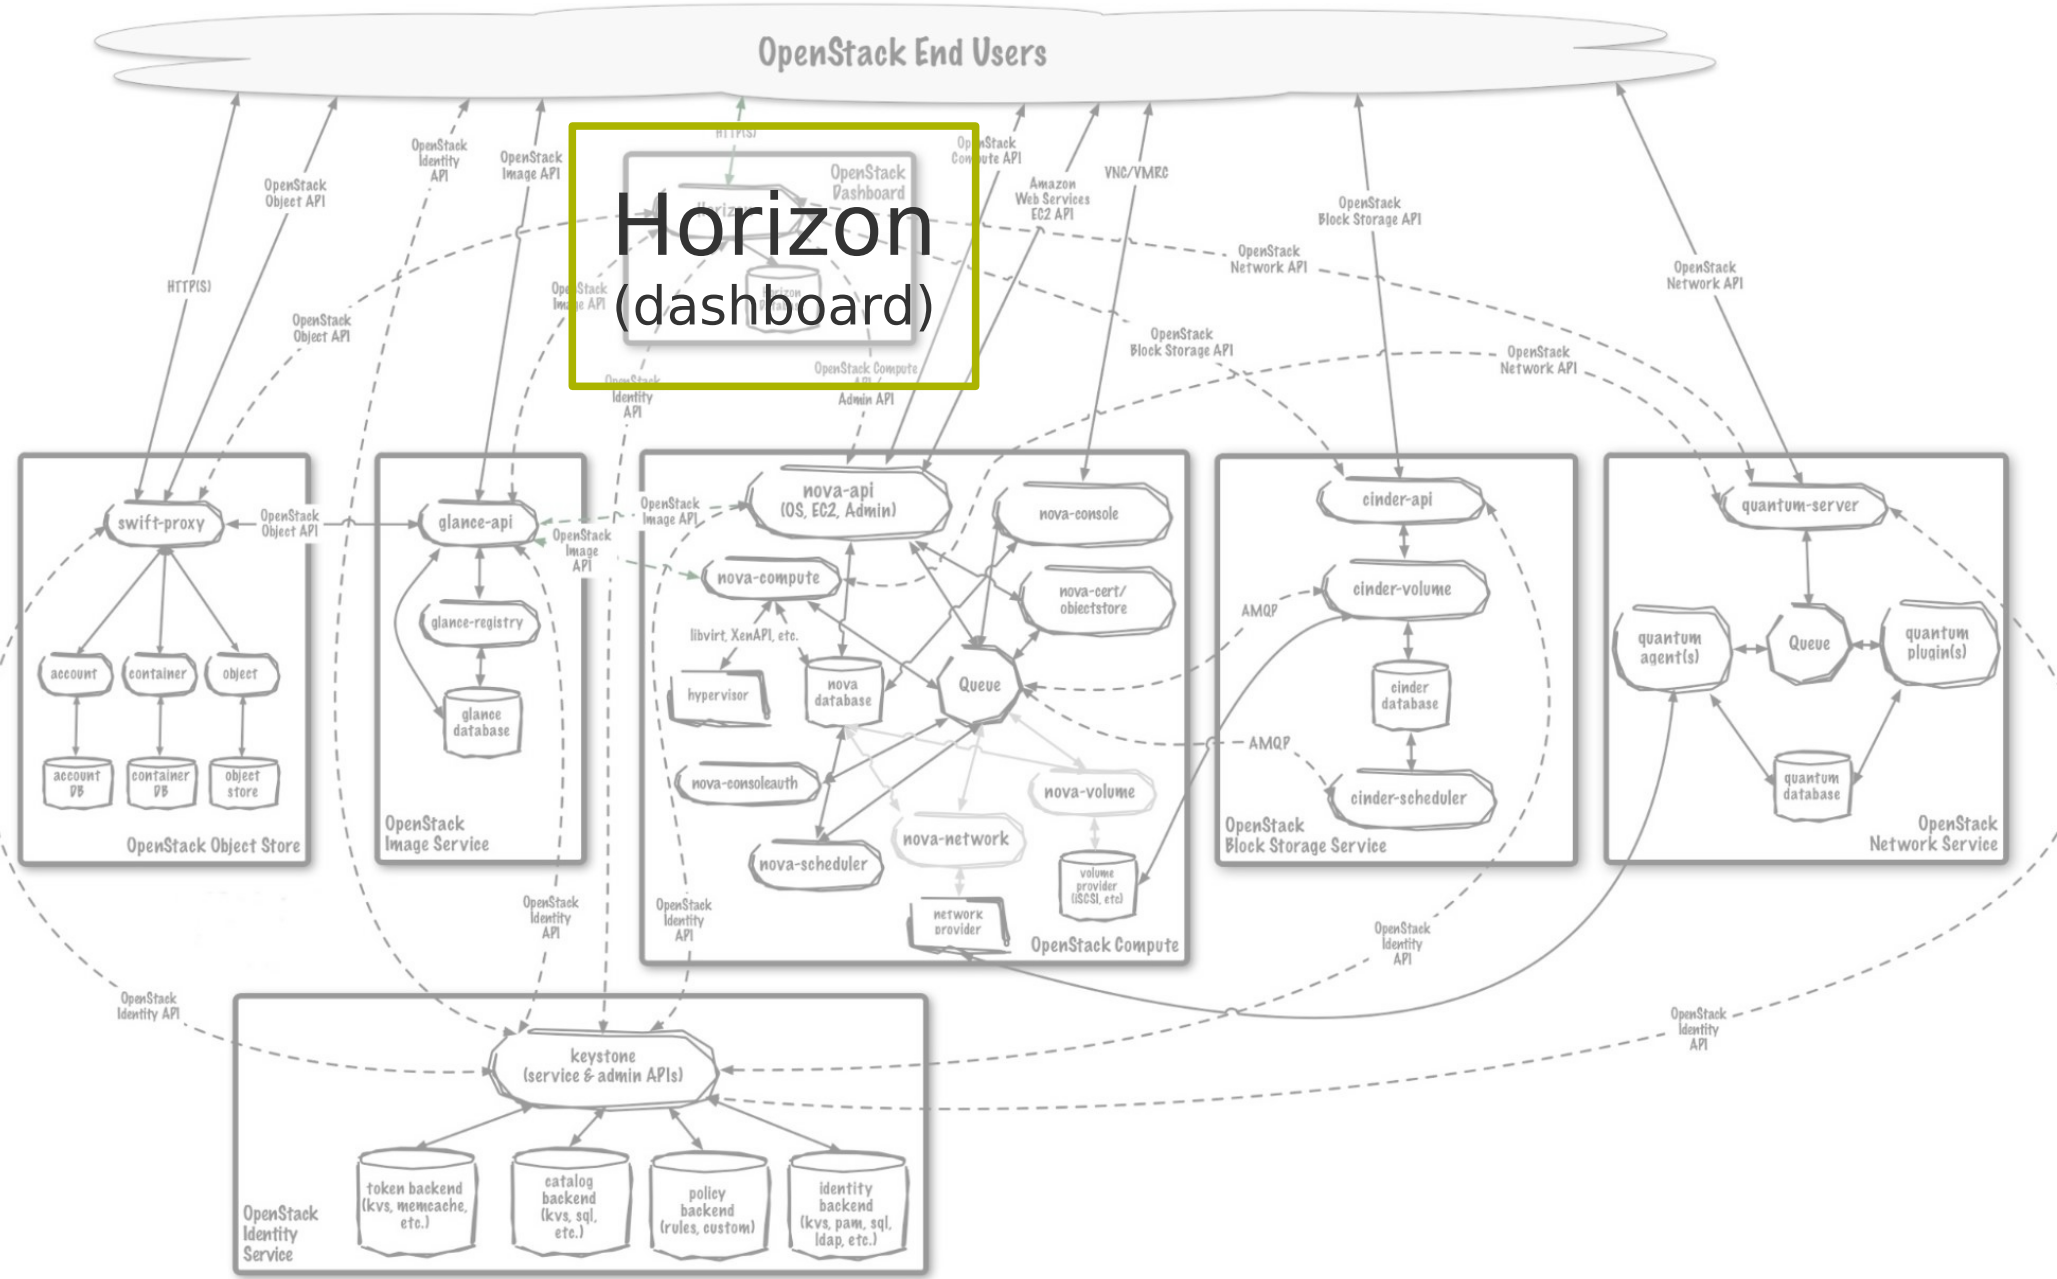 OpenStack End Users
HTTP(S)
OpenStack
Object API
OpenStack
Identity
API
OpenStack
Image API
HTTP(S)
OpenStack
Dashboard
Horizon
Horizon
(dashboard)
Horizon
OpenStack
Compute API
Amazon
Web Services
EC2 API
VNC/VMRC
OpenStack
Block Storage API
OpenStack
Network API
OpenStack
Network API
OpenStack
Object API
OpenStack
Image API
OpenStack
Identity
API
OpenStack Compute
API /
Admin API
OpenStack
Block Storage API
OpenStack
Network API
swift-proxy
OpenStack
Object API
account
container
object
account
DB
container
DB
object
store
OpenStack Object Store
glance-api
glance-registry
glance
database
OpenStack
Image Service
OpenStack
Image API
OpenStack
Image
API
nova-api
(OS, EC2, Admin)
nova-console
nova-compute
nova-cert/
objectstore
libvirt, XenAPI, etc.
hypervisor
nova
database
Queue
nova-consoleauth
nova-volume
nova-network
nova-scheduler
volume
provider
(iSCSI, etc)
network
provider
OpenStack Compute
AMQP
AMQP
cinder-api
cinder-volume
cinder
database
cinder-scheduler
OpenStack
Block Storage Service
quantum-server
quantum
agent(s)
Queue
quantum
plugin(s)
quantum
database
OpenStack
Network Service
OpenStack
Identity API
OpenStack
Identity
API
OpenStack
Identity
API
OpenStack
Identity
API
OpenStack
Identity
API
keystone
(service & admin APIs)
token backend
(kvs, memcache,
etc.)
catalog
backend
(kvs, sql,
etc.)
policy
backend
(rules, custom)
identity
backend
(kvs, pam, sql,
ldap, etc.)
OpenStack
Identity
Service